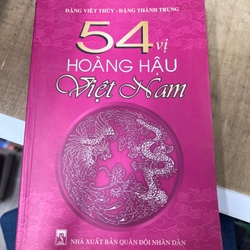 ĐẶNG VIỆT THỦY - ĐẶNG THÀNH TRUNG
54 vị
HOÀNG HẬU
Việt Nam
NHÀ XUẤT BẢN QUÂN ĐỘI NHÂN DÂN